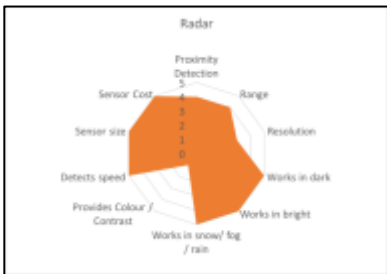 Radar
Proximity
Detection
5
4
3
2
1
0
Range
Resolution
Works in dark
Works in bright
Works in snow/ fog
/ rain
Provides Colour /
Contrast
Detects speed
Sensor size
Sensor Cost